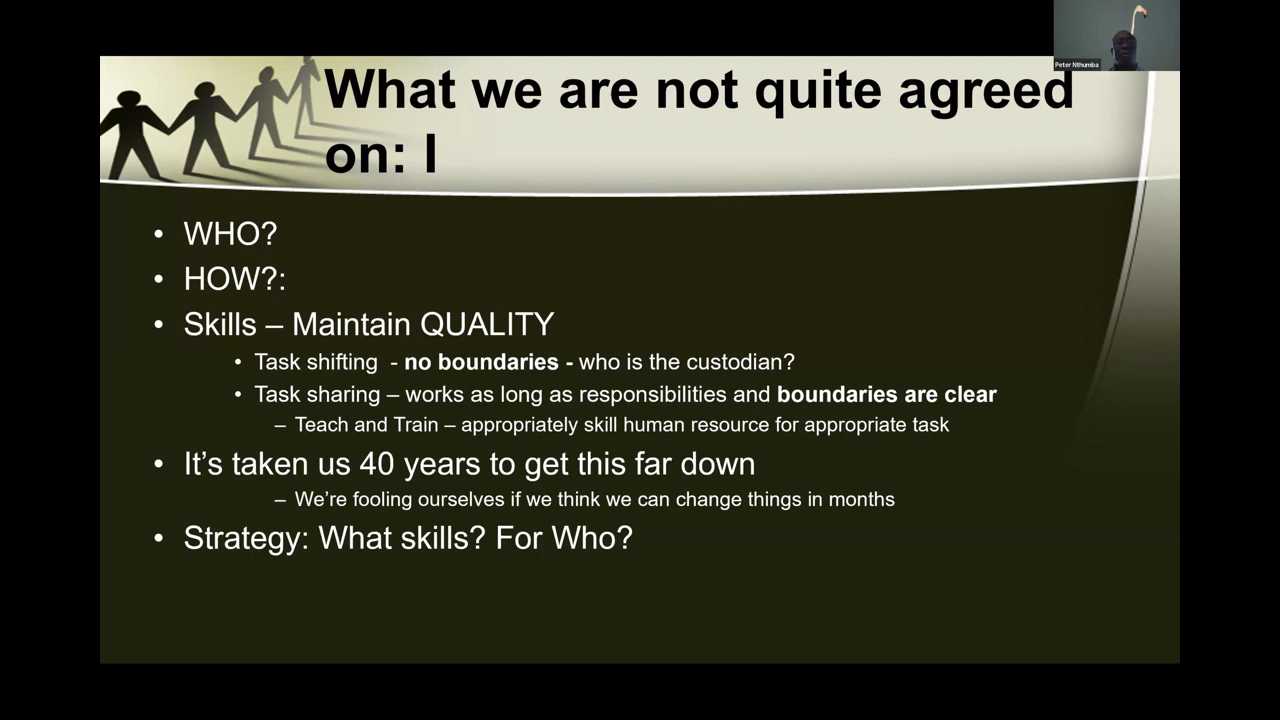 Peter Nthumba
What we are not quite agreed
on: I
• WHO?
• HOW?:
• Skills – Maintain QUALITY
• Task shifting - no boundaries - who is the custodian?
• Task sharing – works as long as responsibilities and boundaries are clear
– Teach and Train – appropriately skill human resource for appropriate task
• It's taken us 40 years to get this far down
– We're fooling ourselves if we think we can change things in months
• Strategy: What skills? For Who?